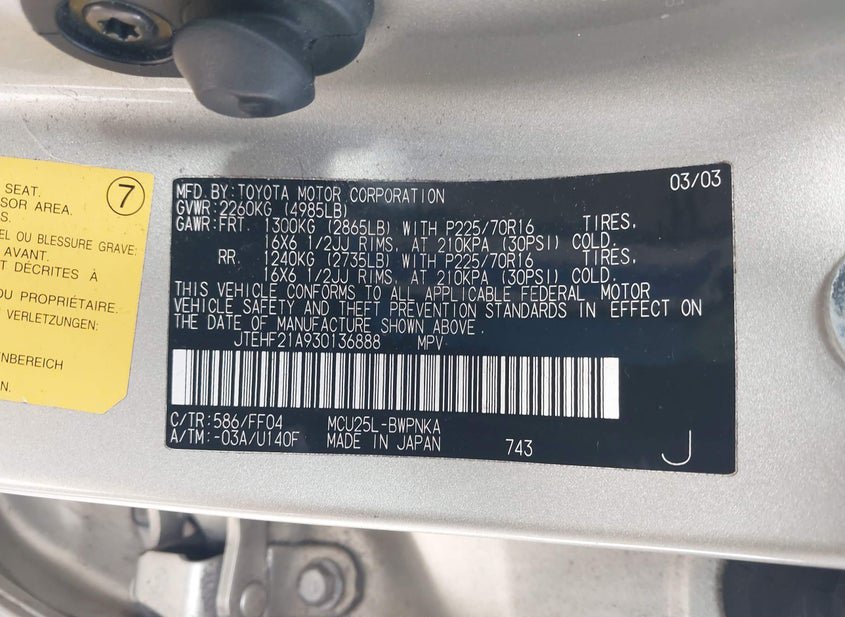 SEAT.
SOR AREA.
S.
EL OU BLESSURE GRAVE:
AVANT.
T DÉCRITES À
OU PROPRIÉTAIRE.
VERLETZUNGEN:
ENBEREICH
EN.
7
03/03
MFD. BY: TOYOTA MOTOR CORPORATION
GVWR: 2260KG (4985LB)
GAWR: FRT. 1300KG (2865LB) WITH P225/70R16 TIRES,
16X6 1/2JJ RIMS, AT 210KPA (30PSI) COLD.
RR. 1240KG (2735LB) WITH P225/70R16 TIRES,
16X6 1/2JJ RIMS, AT 210KPA (30PSI) COLD.
THIS VEHICLE CONFORMS TO ALL APPLICABLE FEDERAL MOTOR
VEHICLE SAFETY AND THEFT PREVENTION STANDARDS IN EFFECT ON
THE DATE OF MANUFACTURE SHOWN ABOVE.
JTEHF21A930136888 MPV
C/TR: 586/FF04 MCU25L-BWPNKA
A/TM: -03A/U140F MADE IN JAPAN 743 J